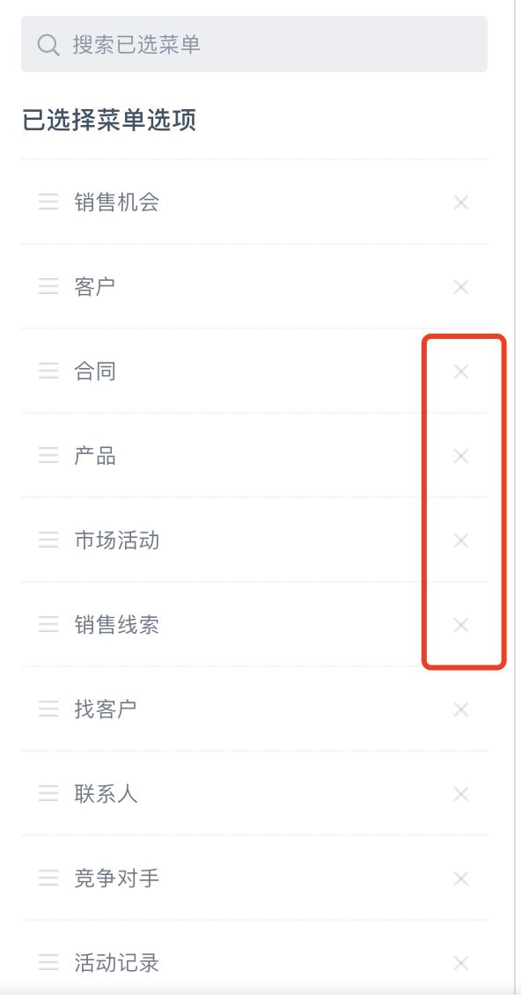 搜索已选菜单
已选择菜单选项
销售机会
客户
合同
产品
市场活动
销售线索
找客户
联系人
竞争对手
活动记录